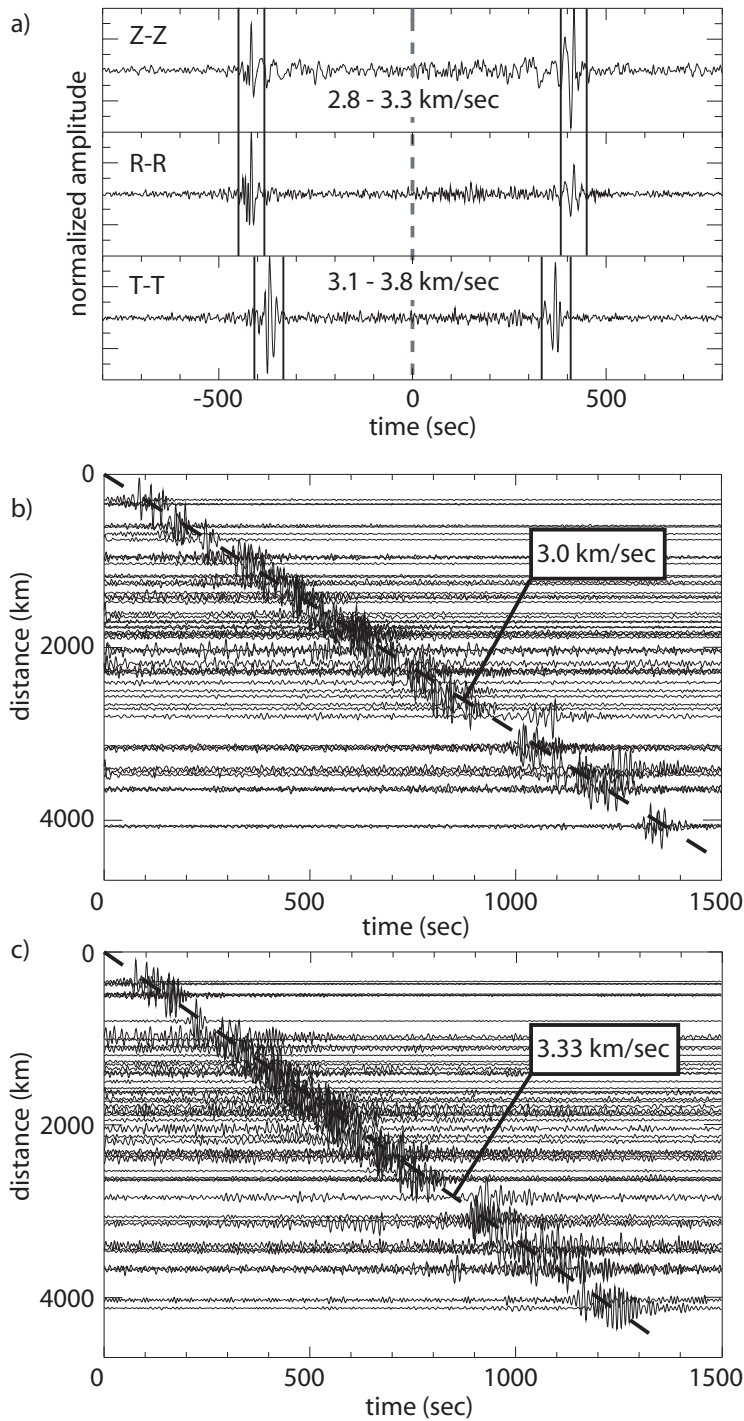 a)
Z-Z
2.8 - 3.3 km/sec
R-R
T-T
3.1 - 3.8 km/sec
normalized amplitude
-500 0 500
time (sec)
b)
0
2000
4000
distance (km)
3.0 km/sec
0 500 1000 1500
time (sec)
c)
0
2000
4000
distance (km)
3.33 km/sec
0 500 1000 1500
time (sec)